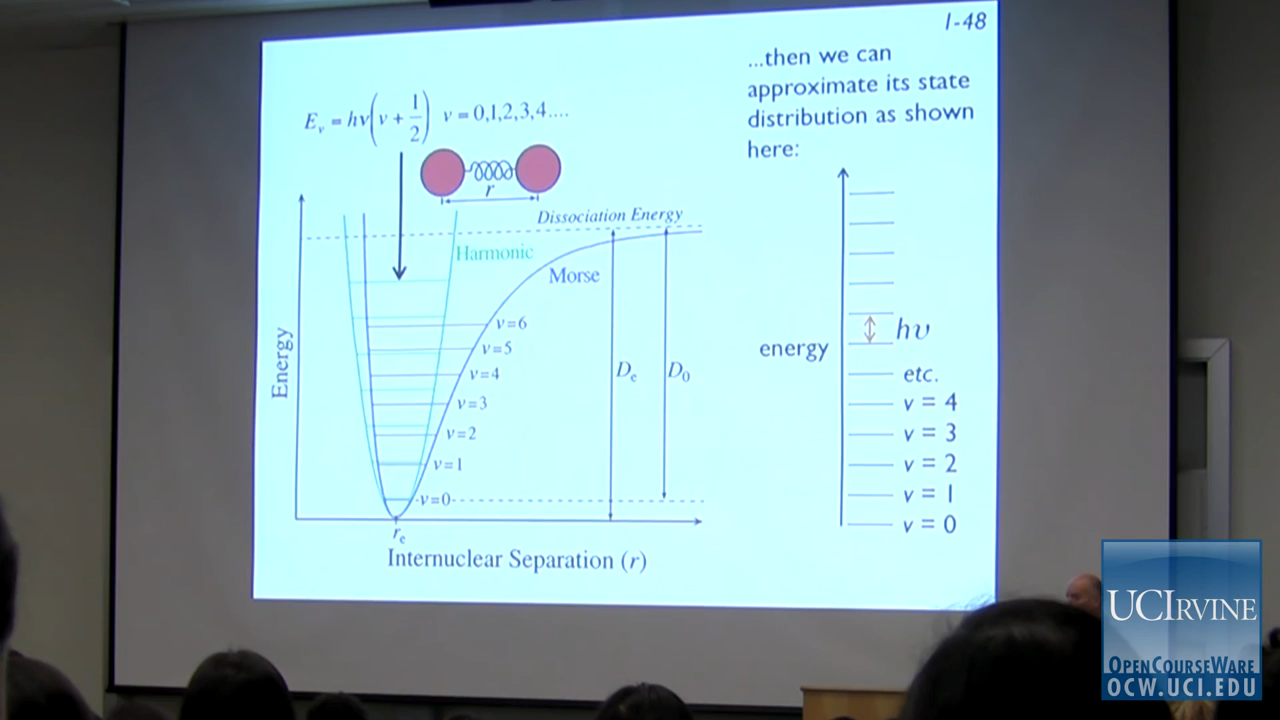 1-48
...then we can
approximate its state
distribution as shown
here:
E_v = hν(v + 1/2) v = 0,1,2,3,4....
r
Dissociation Energy
Harmonic
Morse
v=6
v=5
v=4
v=3
v=2
v=1
v=0
D_e
D_0
Energy
r_e
Internuclear Separation (r)
energy
hυ
etc.
v = 4
v = 3
v = 2
v = 1
v = 0
UCIRVINE
OPENCOURSEWARE
OCW.UCI.EDU